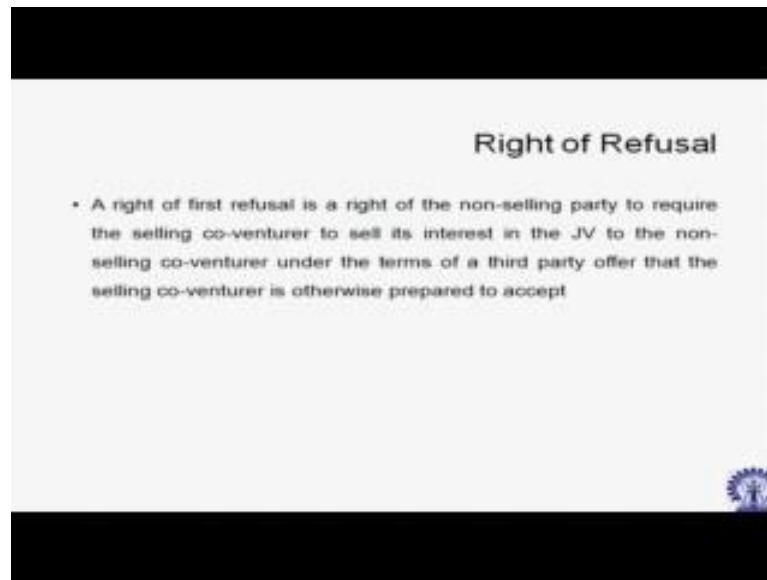 Right of Refusal
• A right of first refusal is a right of the non-selling party to require
the selling co-venturer to sell its interest in the JV to the non-
selling co-venturer under the terms of a third party offer that the
selling co-venturer is otherwise prepared to accept